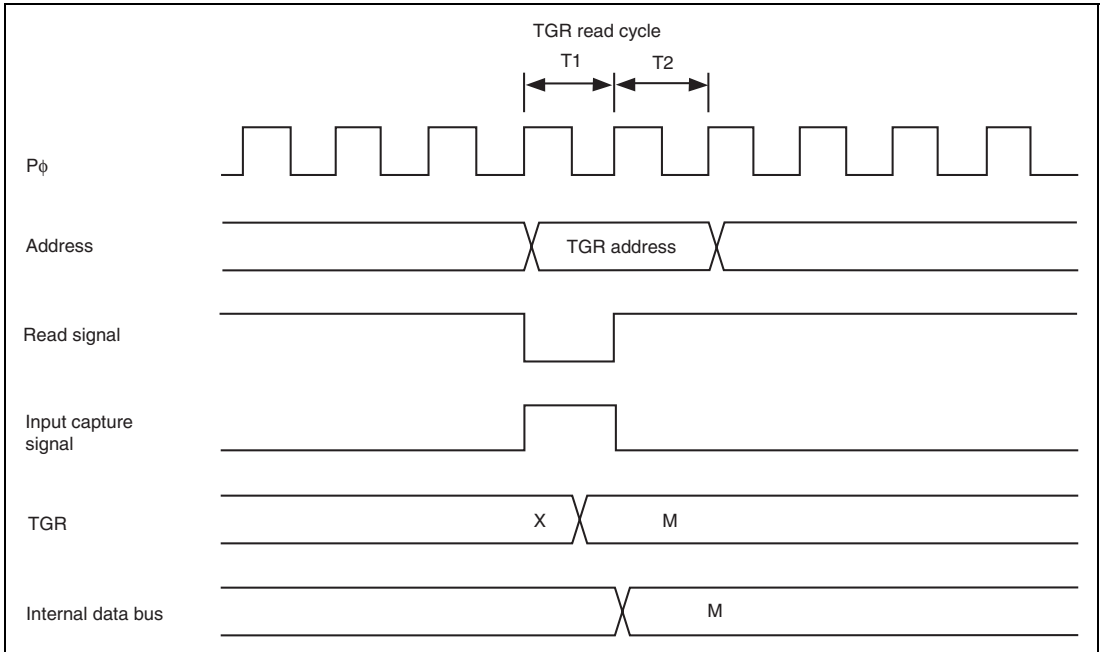 TGR read cycle
T1 T2
Pϕ
Address
TGR address
Read signal
Input capture
signal
TGR
X M
Internal data bus
M